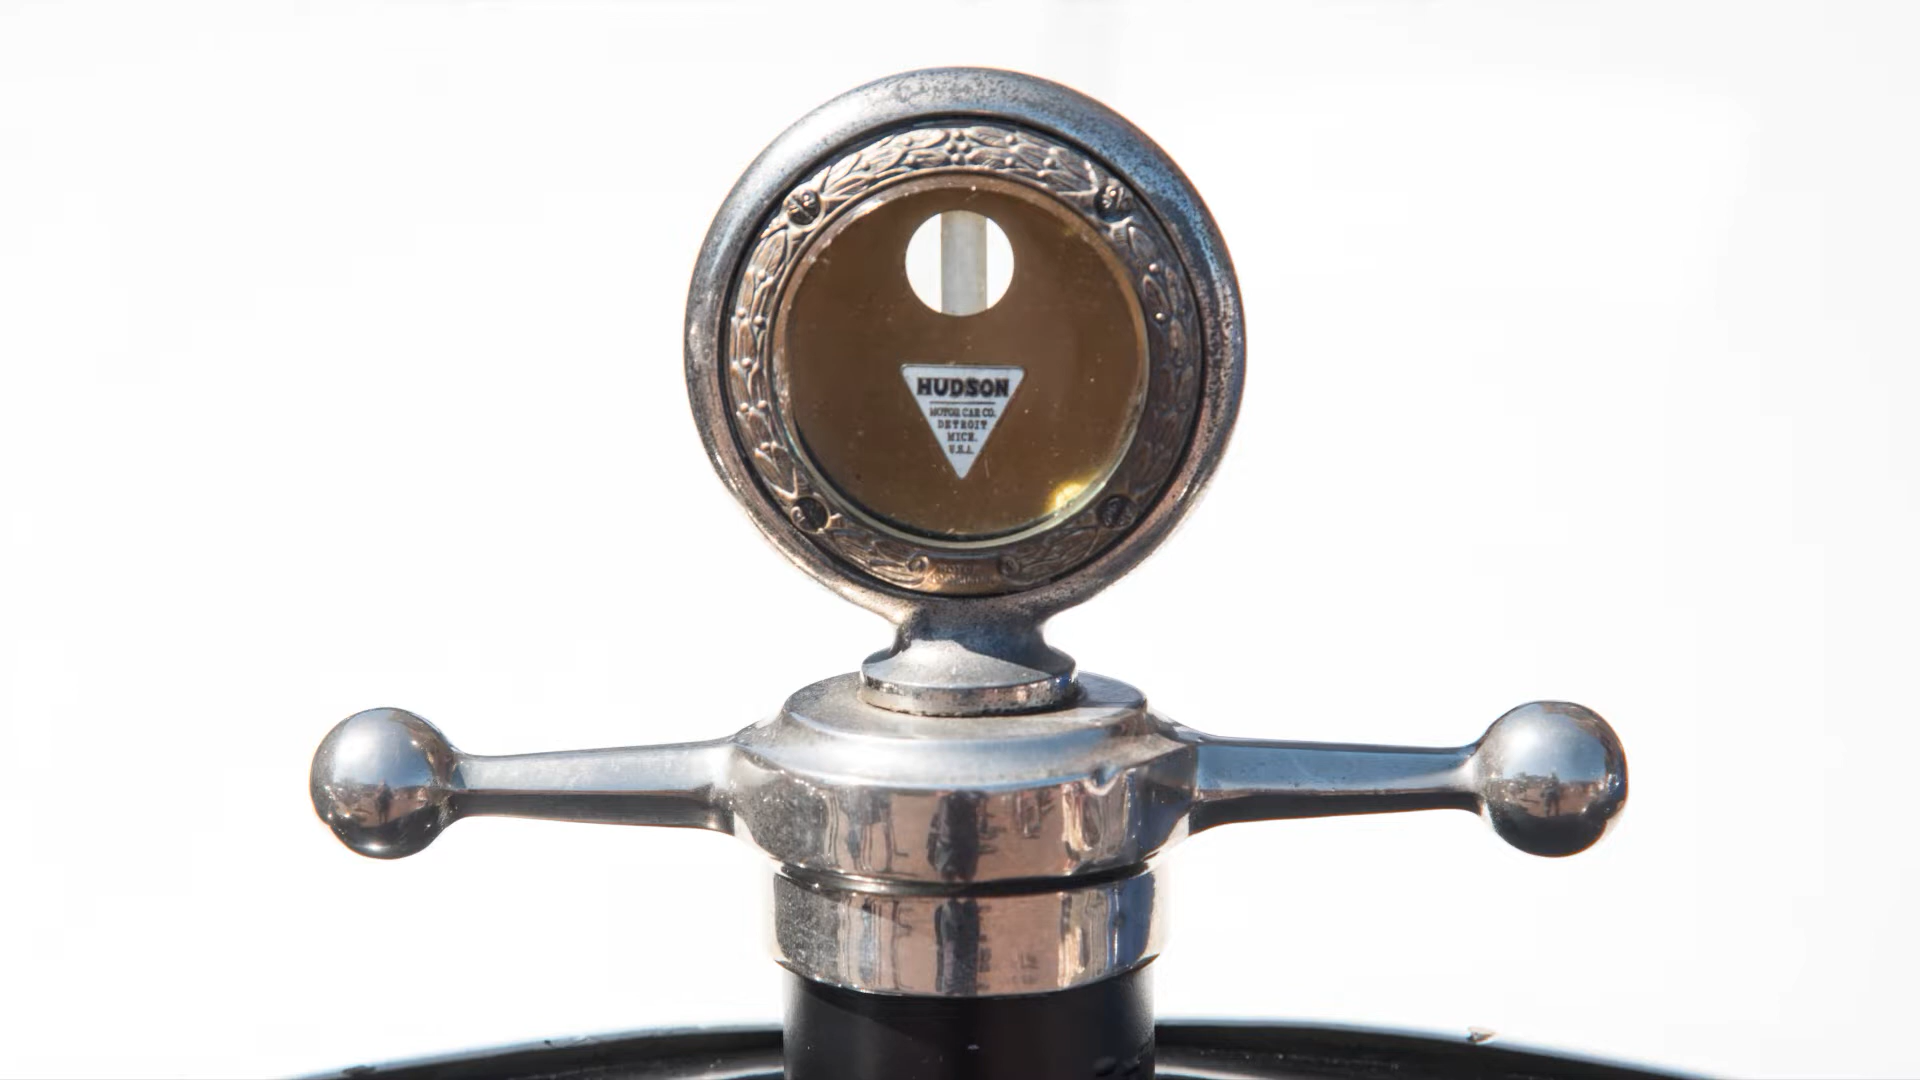 HUDSON
MOTOR CAR CO.
DETROIT
MICH.
U.S.A.